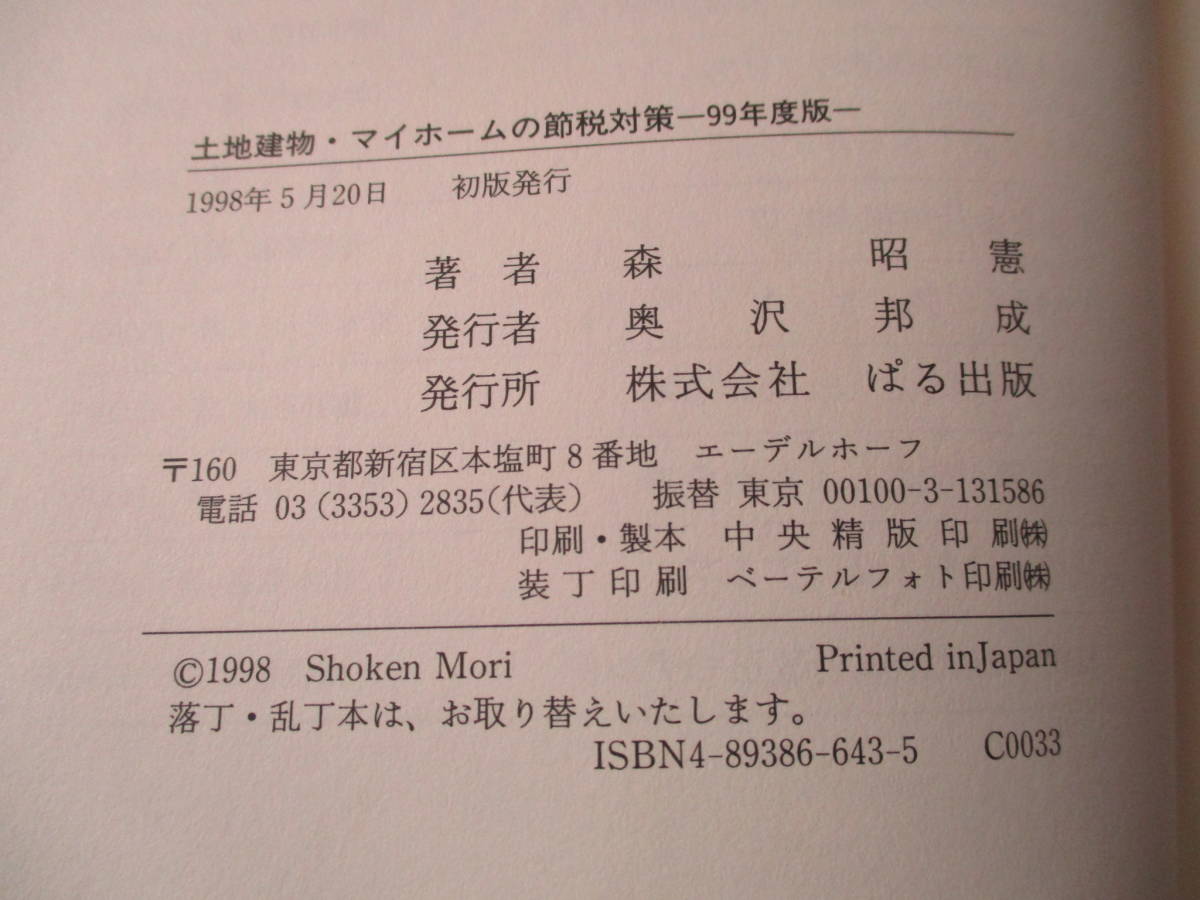 土地建物・マイホームの節税対策―99年度版―
1998年5月20日　初版発行
著者　森昭憲
発行者　奥沢邦成
発行所　株式会社　ぱる出版
〒160　東京都新宿区本塩町8番地　エーデルホーフ
電話 03(3353)2835(代表)　振替 東京 00100-3-131586
印刷・製本　中央精版印刷㈱
装丁印刷　ベーテルフォト印刷㈱
©1998　Shoken Mori　Printed inJapan
落丁・乱丁本は、お取り替えいたします。
ISBN4-89386-643-5　C0033